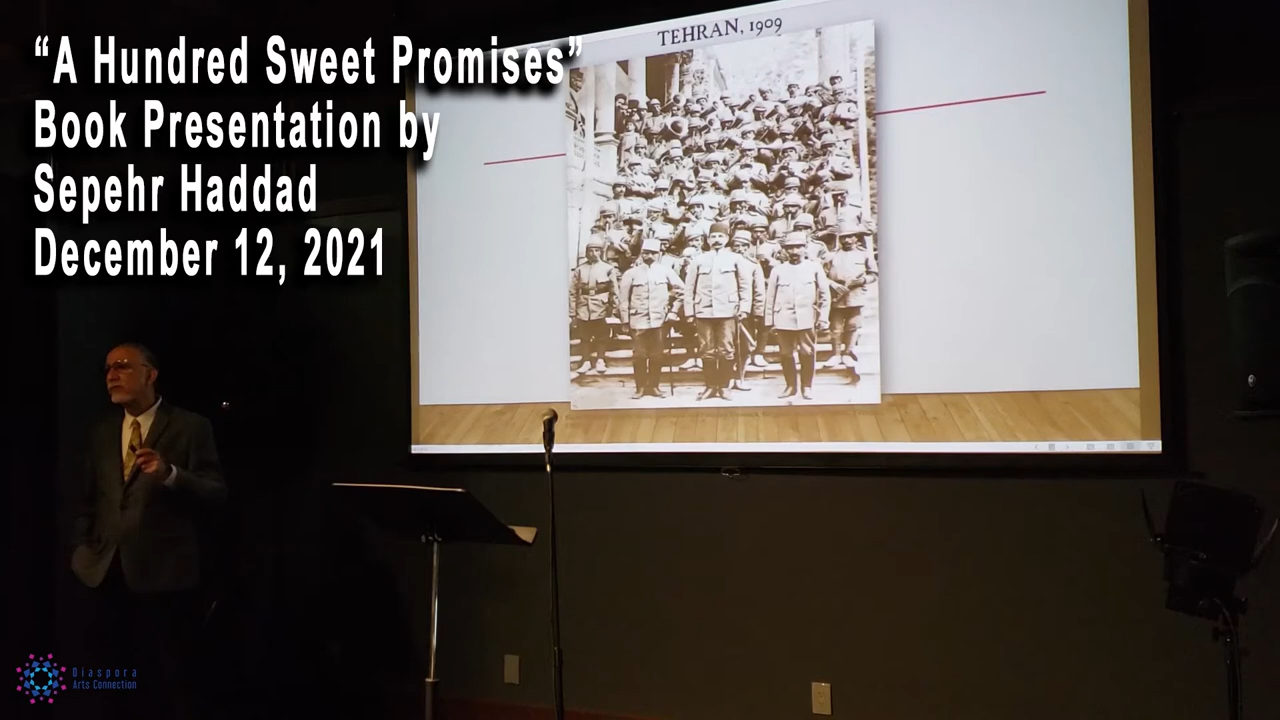 “A Hundred Sweet Promises”
Book Presentation by
Sepehr Haddad
December 12, 2021
TEHRAN, 1909
Diaspora
Arts Connection